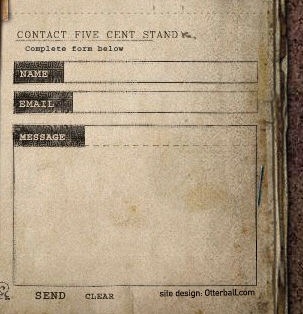 CONTACT FIVE CENT STAND
Complete form below
NAME
EMAIL
MESSAGE
SEND CLEAR
site design: Otterball.com